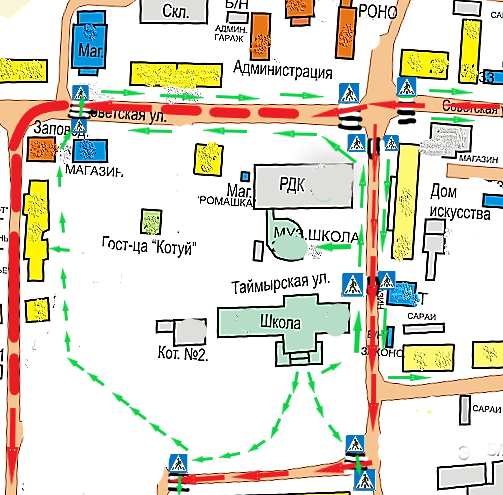 Скл.
Б/Н
АДМИН.
ГАРАЖ
РОНО
Маг.
Администрация
Советская ул.
Советская ул.
Заповед.
МАГАЗИН.
МАГАЗИН
РДК
Маг.
"РОМАШКА"
Дом
искусства
МУЗ.ШКОЛА
Гост-ца "Котуй"
Таймырская ул.
Школа
САРАИ
Кот. №2.
САРАИ